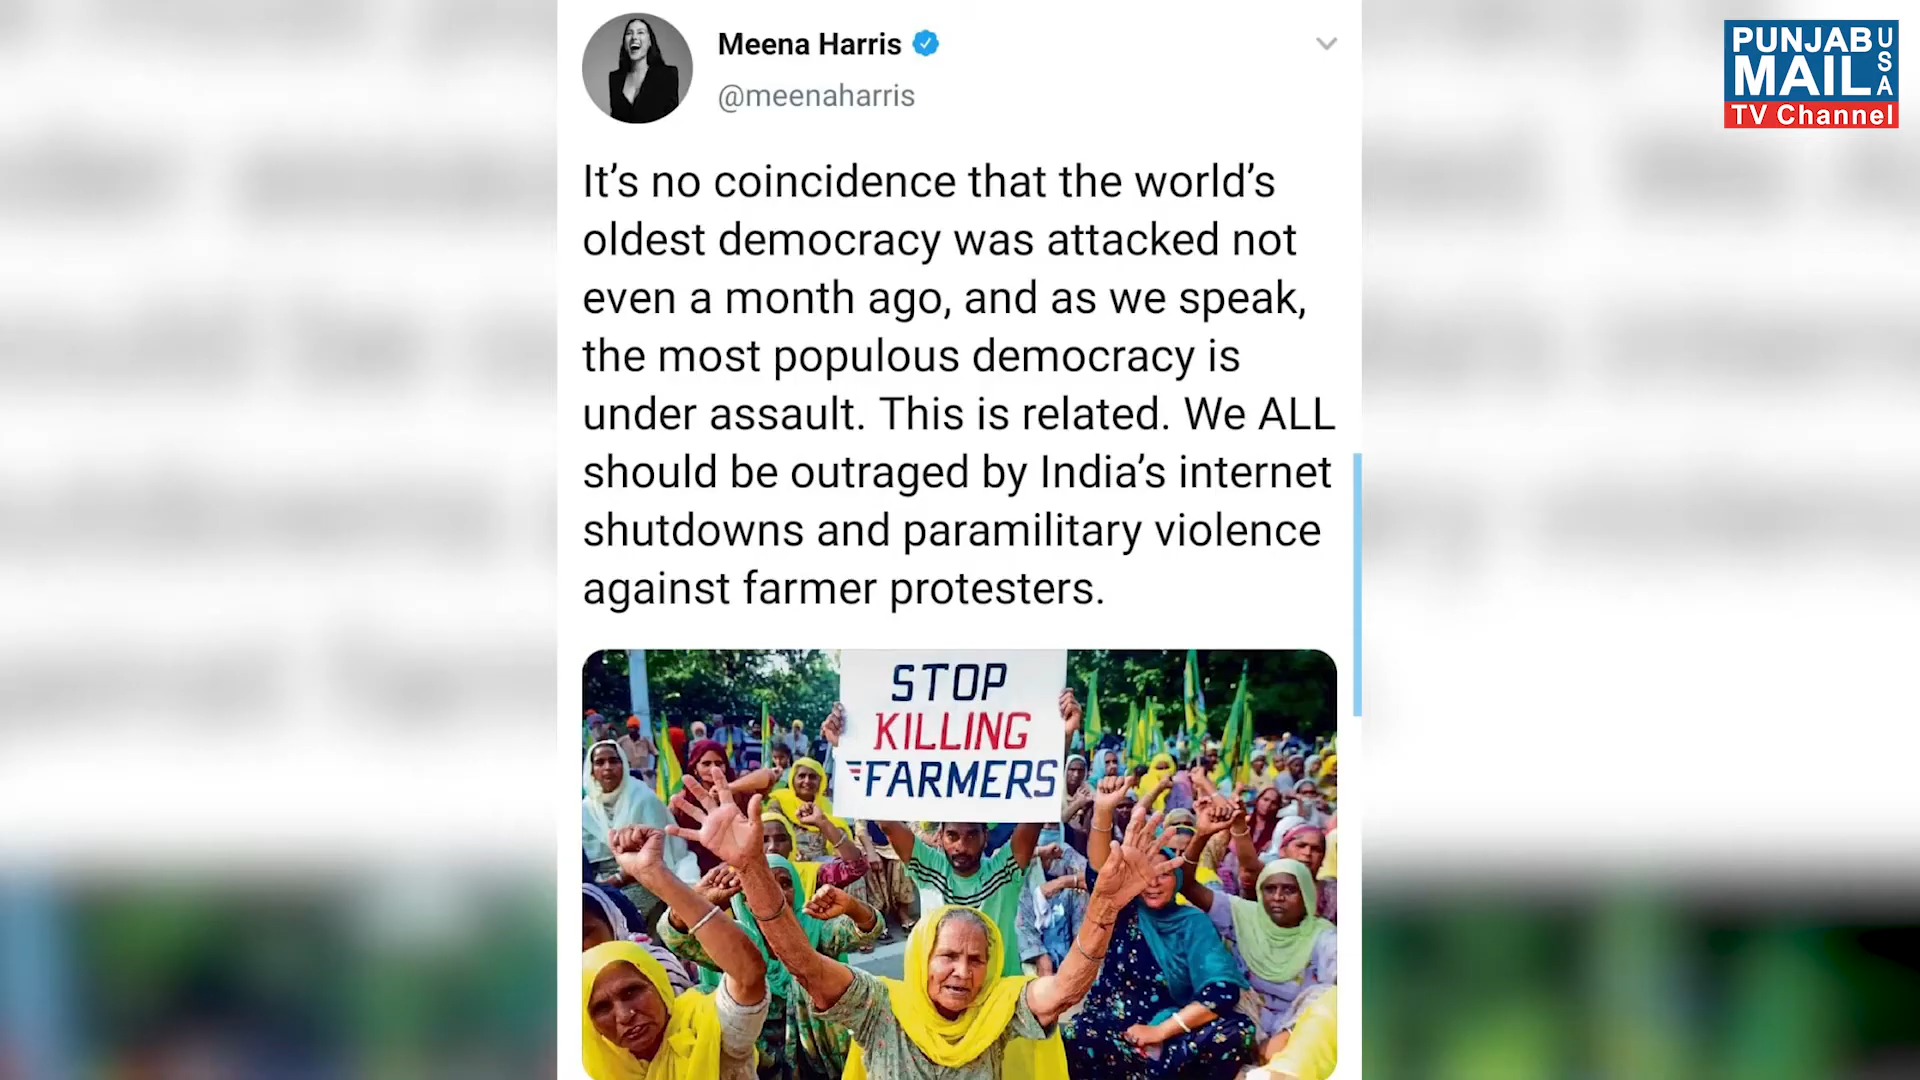 Meena Harris
@meenaharris
PUNJAB USA
MAIL
TV Channel
It’s no coincidence that the world’s
oldest democracy was attacked not
even a month ago, and as we speak,
the most populous democracy is
under assault. This is related. We ALL
should be outraged by India’s internet
shutdowns and paramilitary violence
against farmer protesters.
STOP
KILLING
FARMERS